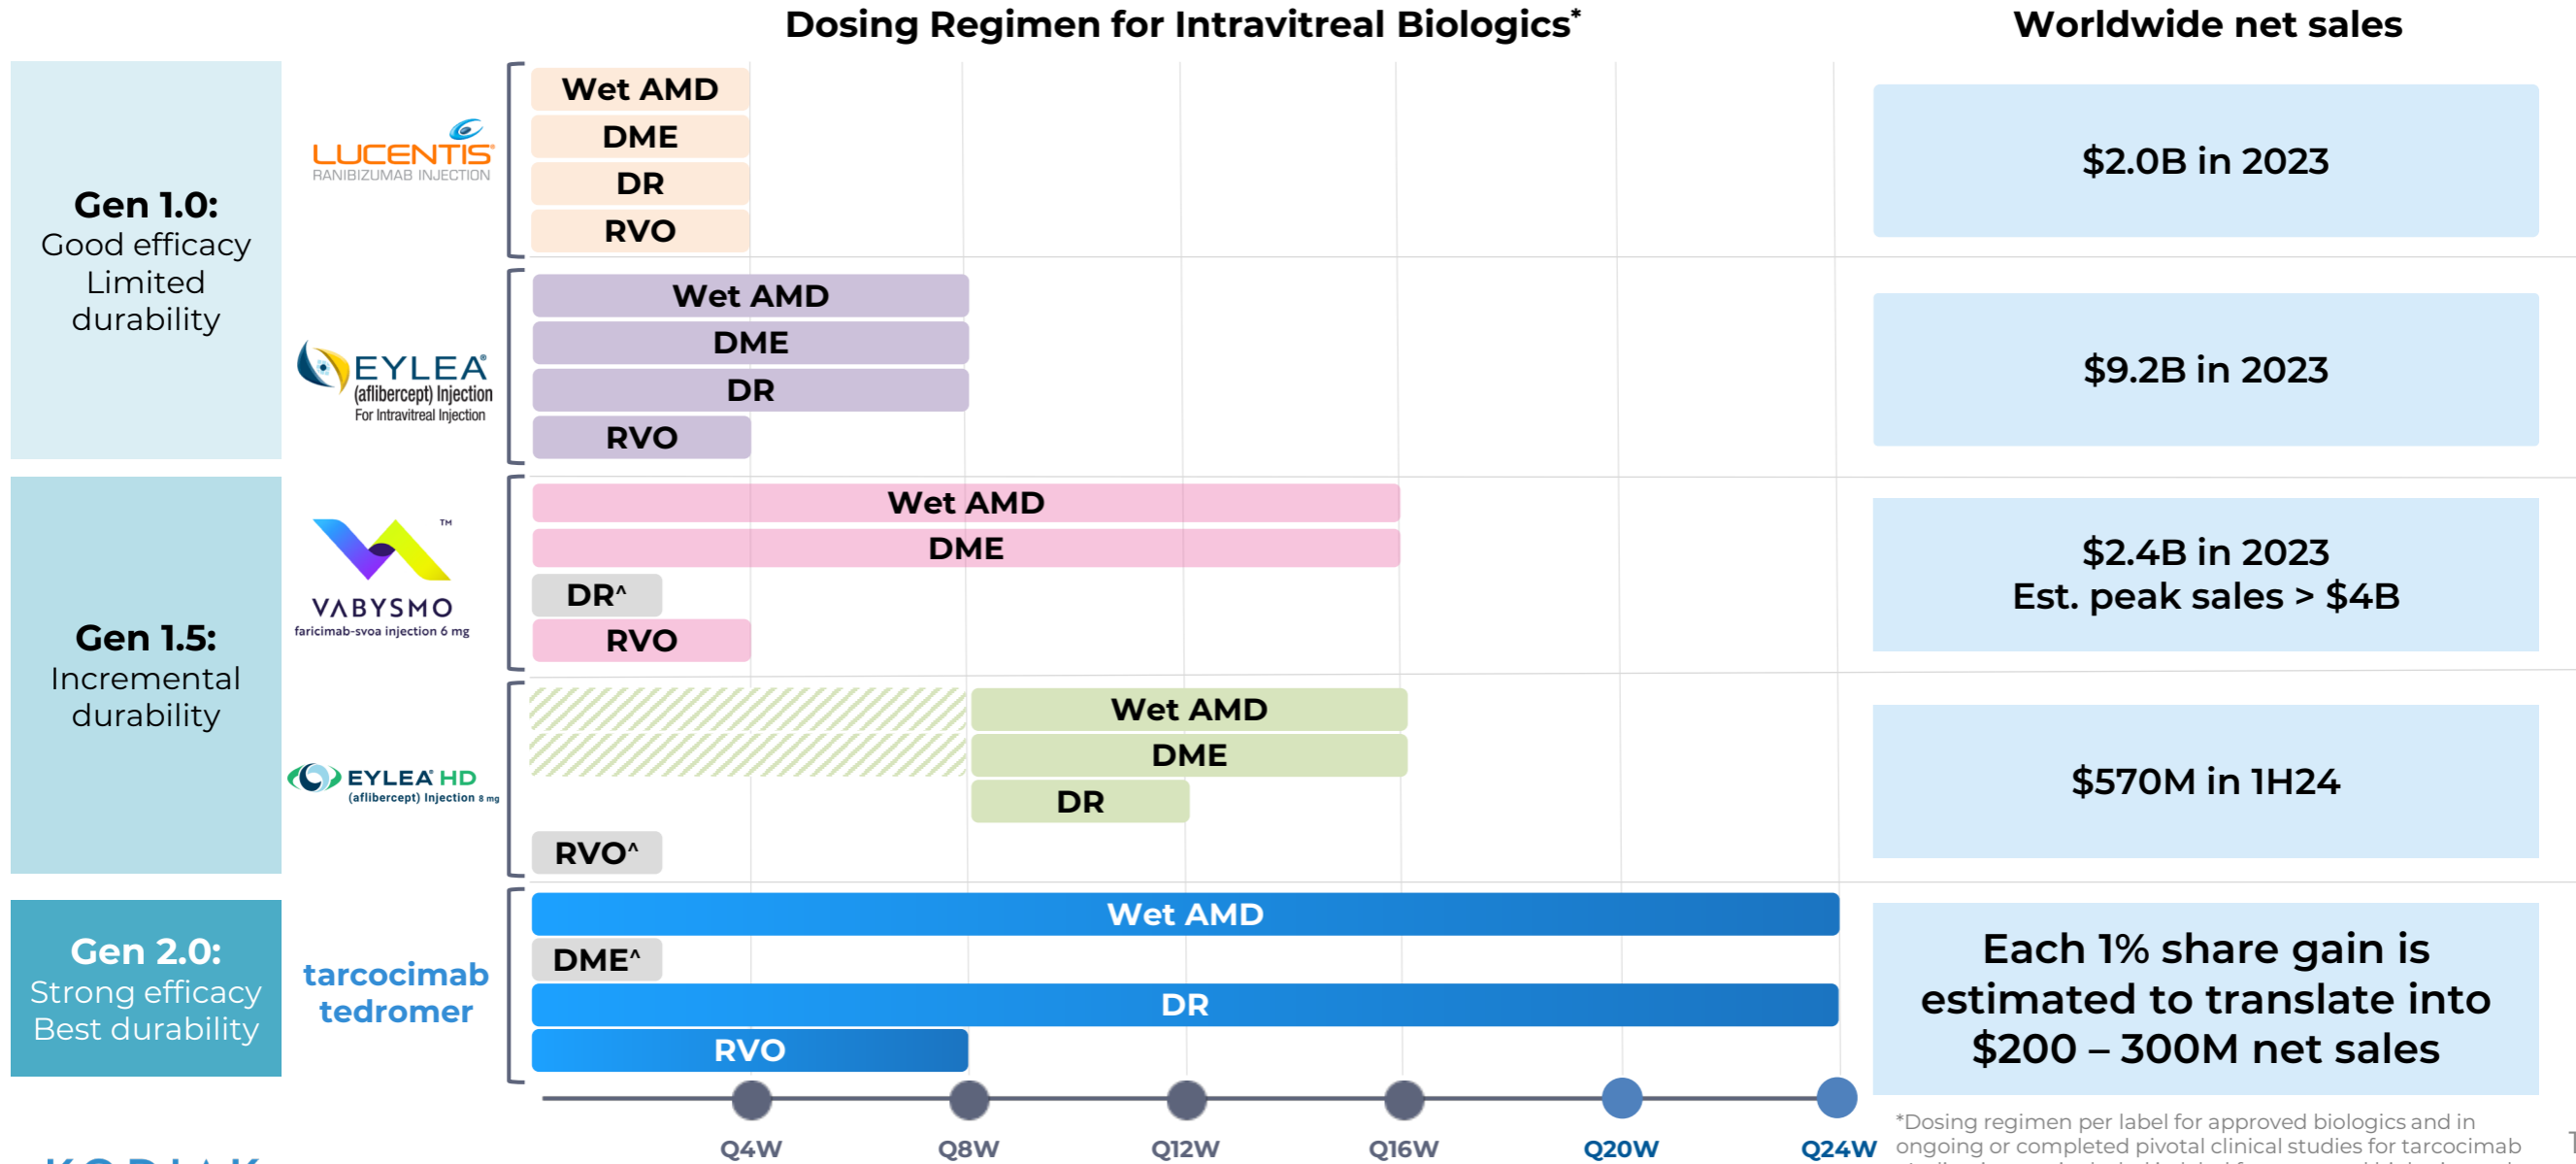 Dosing Regimen for Intravitreal Biologics*
Worldwide net sales
Gen 1.0:
Good efficacy
Limited
durability
LUCENTIS®
RANIBIZUMAB INJECTION
Wet AMD
DME
DR
RVO
$2.0B in 2023
EYLEA®
(aflibercept) Injection
For Intravitreal Injection
Wet AMD
DME
DR
RVO
$9.2B in 2023
Gen 1.5:
Incremental
durability
TM
VABYSMO
faricimab-svoa injection 6 mg
Wet AMD
DME
DR^
RVO
$2.4B in 2023
Est. peak sales > $4B
EYLEA® HD
(aflibercept) Injection 8 mg
Wet AMD
DME
DR
RVO^
$570M in 1H24
Gen 2.0:
Strong efficacy
Best durability
tarcocimab
tedromer
Wet AMD
DME^
DR
RVO
Each 1% share gain is
estimated to translate into
$200 – 300M net sales
Q4W
Q8W
Q12W
Q16W
Q20W
Q24W
*Dosing regimen per label for approved biologics and in
ongoing or completed pivotal clinical studies for tarcocimab
KODIAK